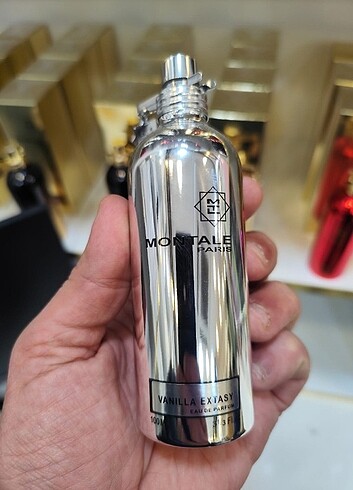 MONTALE
PARIS
VANILLA EXTASY
EAU DE PARFUM